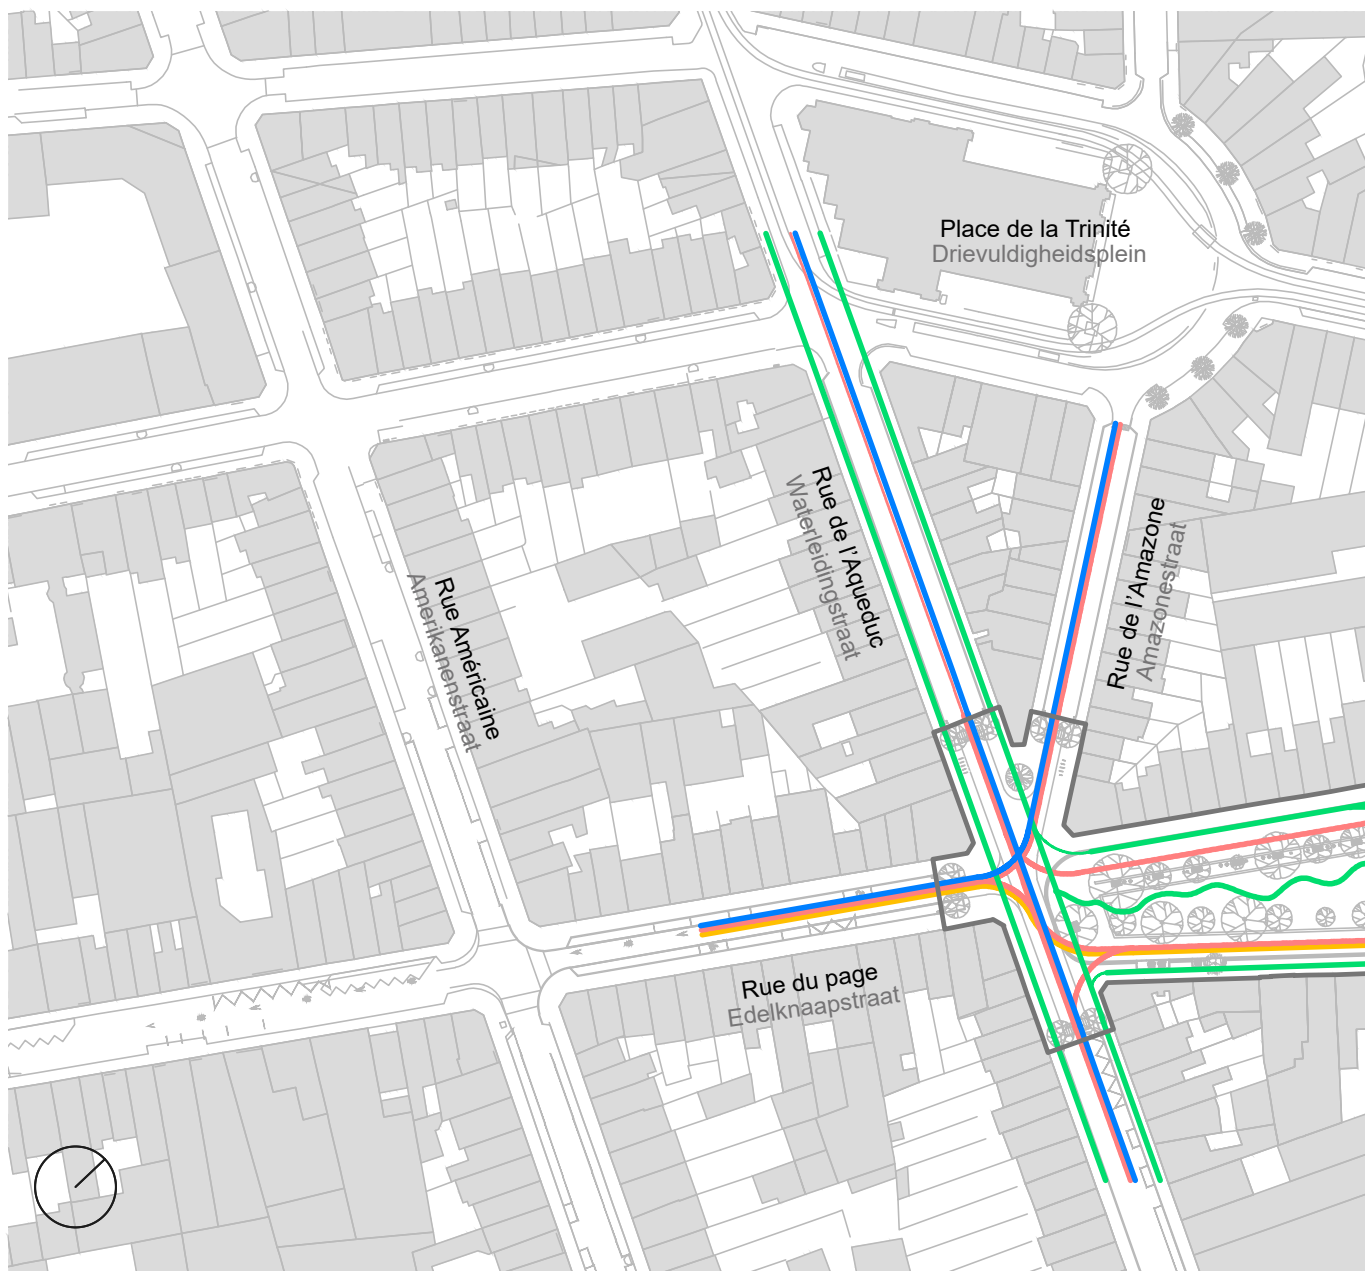 Place de la Trinité
Drievuldigheidsplein
Rue de l’Aqueduc
Waterleidingstraat
Rue de l’Amazone
Amazonestraat
Rue Américaine
Amerikanenstraat
Rue du page
Edelknaapstraat